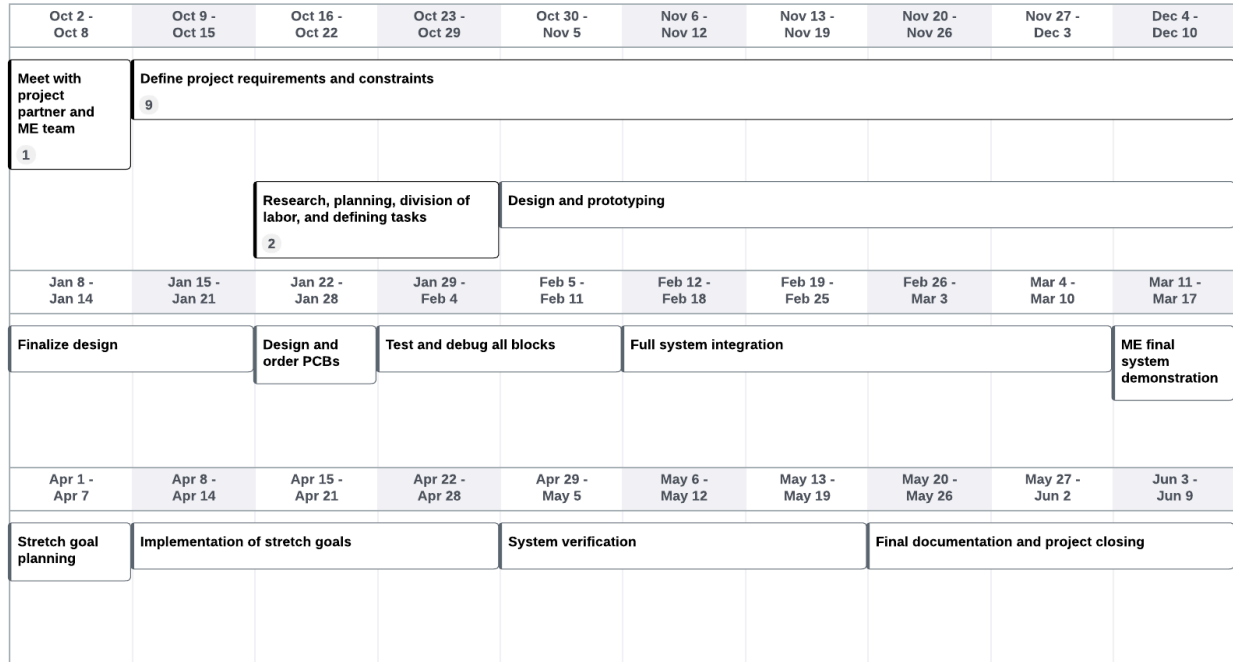 Oct 2 -
Oct 8
Oct 9 -
Oct 15
Oct 16 -
Oct 22
Oct 23 -
Oct 29
Oct 30 -
Nov 5
Nov 6 -
Nov 12
Nov 13 -
Nov 19
Nov 20 -
Nov 26
Nov 27 -
Dec 3
Dec 4 -
Dec 10
Meet with
project
partner and
ME team
1
Define project requirements and constraints
9
Research, planning, division of
labor, and defining tasks
2
Design and prototyping
Jan 8 -
Jan 14
Jan 15 -
Jan 21
Jan 22 -
Jan 28
Jan 29 -
Feb 4
Feb 5 -
Feb 11
Feb 12 -
Feb 18
Feb 19 -
Feb 25
Feb 26 -
Mar 3
Mar 4 -
Mar 10
Mar 11 -
Mar 17
Finalize design
Design and
order PCBs
Test and debug all blocks
Full system integration
ME final
system
demonstration
Apr 1 -
Apr 7
Apr 8 -
Apr 14
Apr 15 -
Apr 21
Apr 22 -
Apr 28
Apr 29 -
May 5
May 6 -
May 12
May 13 -
May 19
May 20 -
May 26
May 27 -
Jun 2
Jun 3 -
Jun 9
Stretch goal
planning
Implementation of stretch goals
System verification
Final documentation and project closing